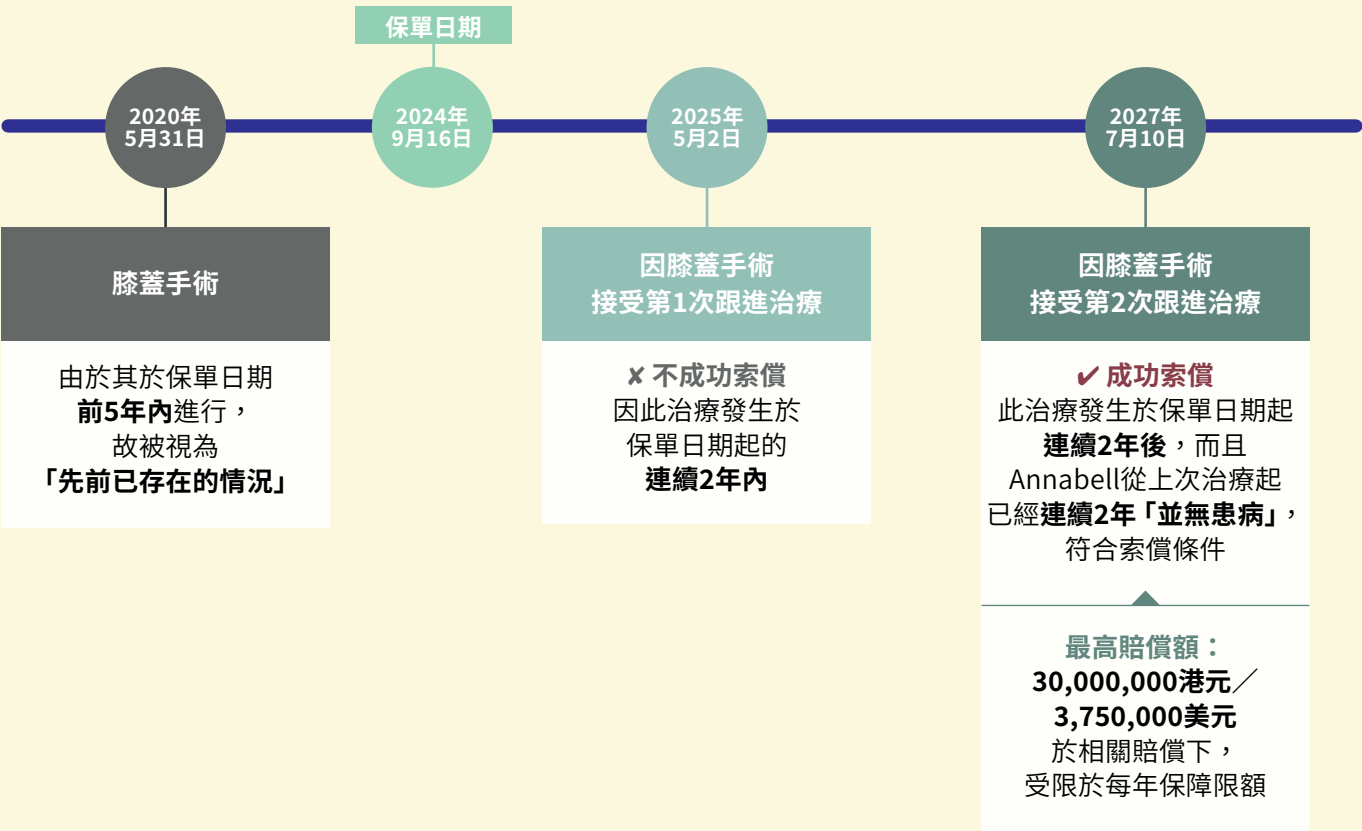 保單日期
2020年
5月31日
2024年
9月16日
2025年
5月2日
2027年
7月10日
膝蓋手術
由於其於保單日期
前5年內進行，
故被視為
「先前已存在的情況」
因膝蓋手術
接受第1次跟進治療
✘ 不成功索償
因此治療發生於
保單日期起的
連續2年內
因膝蓋手術
接受第2次跟進治療
✔ 成功索償
此治療發生於保單日期起
連續2年後，而且
Annabell從上次治療起
已經連續2年「並無患病」，
符合索償條件
最高賠償額：
30,000,000港元／
3,750,000美元
於相關賠償下，
受限於每年保障限額